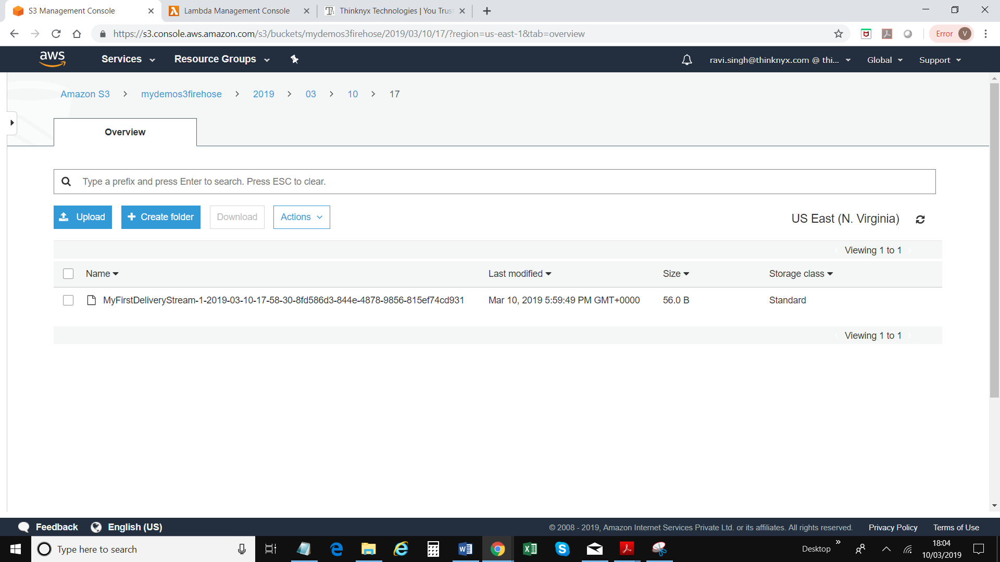 S3 Management Console
Lambda Management Console
Thinknyx Technologies | You Trus
https://s3.console.aws.amazon.com/s3/buckets/mydemos3firehose/2019/03/10/17/?region=us-east-1&tab=overview
Error V
aws Services Resource Groups ravi.singh@thinknyx.com @ thi... Global Support
Amazon S3 > mydemos3firehose > 2019 > 03 > 10 > 17
Overview
Type a prefix and press Enter to search. Press ESC to clear.
Upload + Create folder Download Actions US East (N. Virginia)
Viewing 1 to 1
Name Last modified Size Storage class
MyFirstDeliveryStream-1-2019-03-10-17-58-30-8fd586d3-844e-4878-9856-815ef74cd931 Mar 10, 2019 5:59:49 PM GMT+0000 56.0 B Standard
Viewing 1 to 1
Feedback English (US) © 2008 - 2019, Amazon Internet Services Private Ltd. or its affiliates. All rights reserved. Privacy Policy Terms of Use
Type here to search Desktop 18:04
10/03/2019